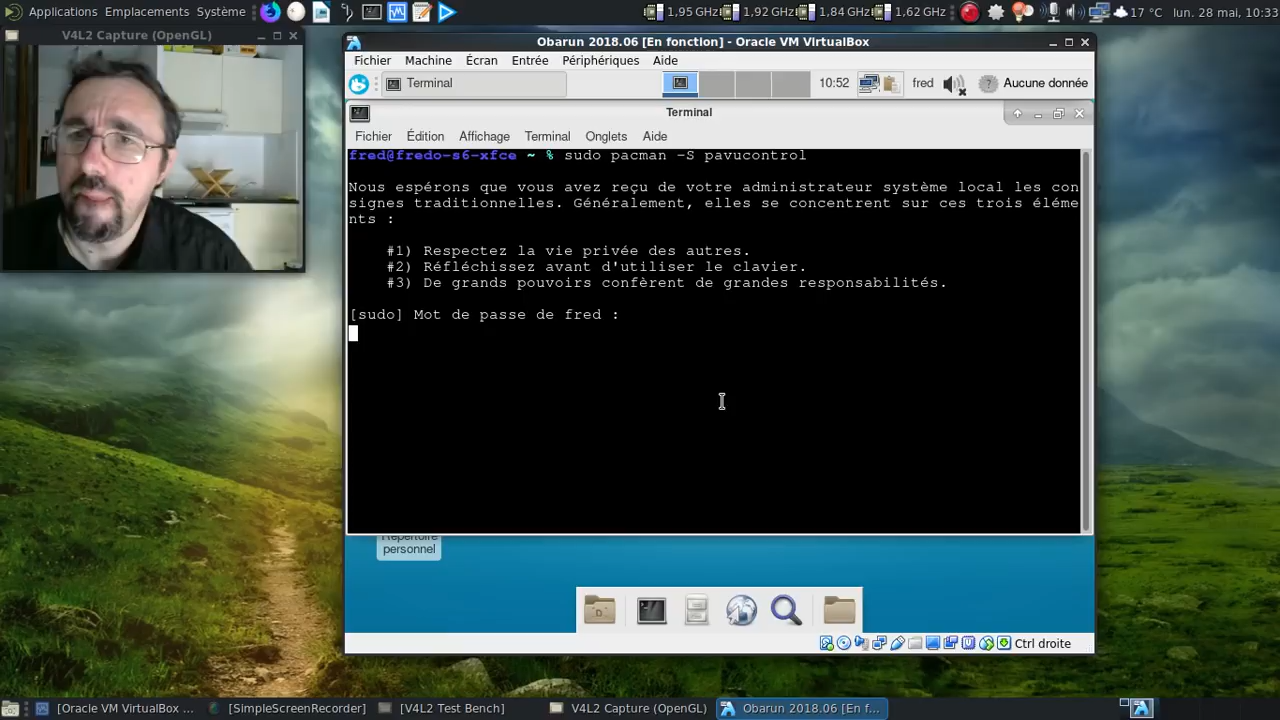 Applications Emplacements Système
1,95 GHz 1,92 GHz 1,84 GHz 1,62 GHz 17 °C lun. 28 mai, 10:33
V4L2 Capture (OpenGL)
Obarun 2018.06 [En fonction] - Oracle VM VirtualBox
Fichier Machine Écran Entrée Périphériques Aide
Terminal 10:52 fred Aucune donnée
Terminal
Fichier Édition Affichage Terminal Onglets Aide
fred@fredo-s6-xfce ~ % sudo pacman -S pavucontrol
Nous espérons que vous avez reçu de votre administrateur système local les con
signes traditionnelles. Généralement, elles se concentrent sur ces trois éléme
nts :
#1) Respectez la vie privée des autres.
#2) Réfléchissez avant d'utiliser le clavier.
#3) De grands pouvoirs confèrent de grandes responsabilités.
[sudo] Mot de passe de fred :
Répertoire
personnel
Ctrl droite
[Oracle VM VirtualBox ... [SimpleScreenRecorder] [V4L2 Test Bench] V4L2 Capture (OpenGL) Obarun 2018.06 [En f...